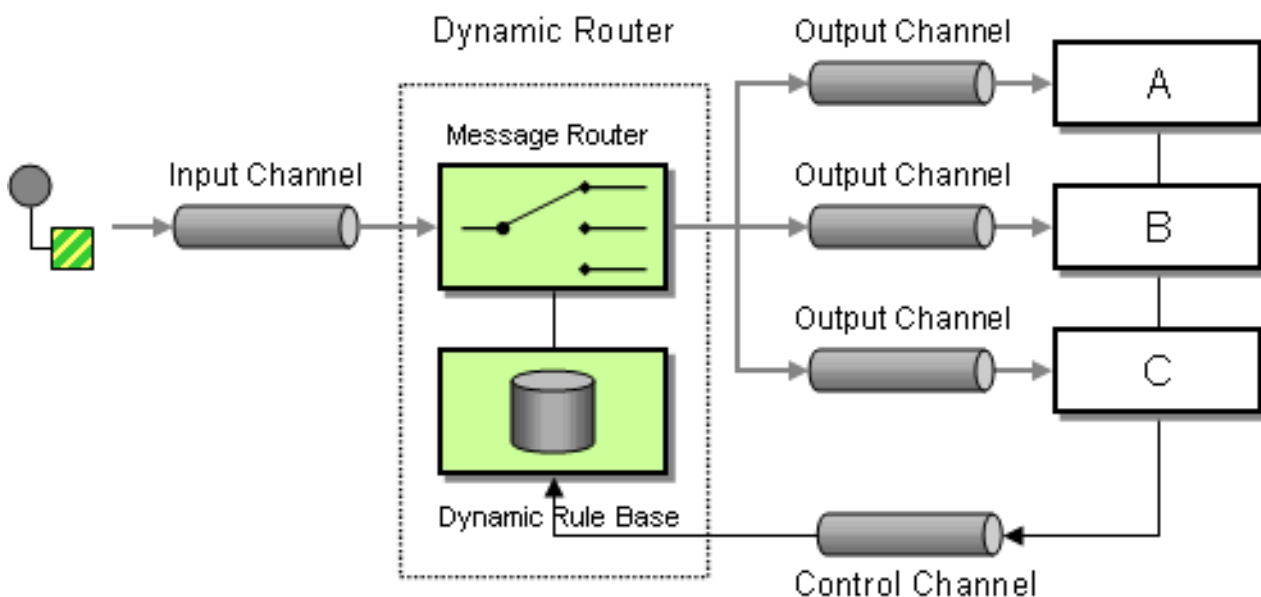 Dynamic Router
Output Channel
A
Message Router
Input Channel
Output Channel
B
Output Channel
C
Dynamic Rule Base
Control Channel